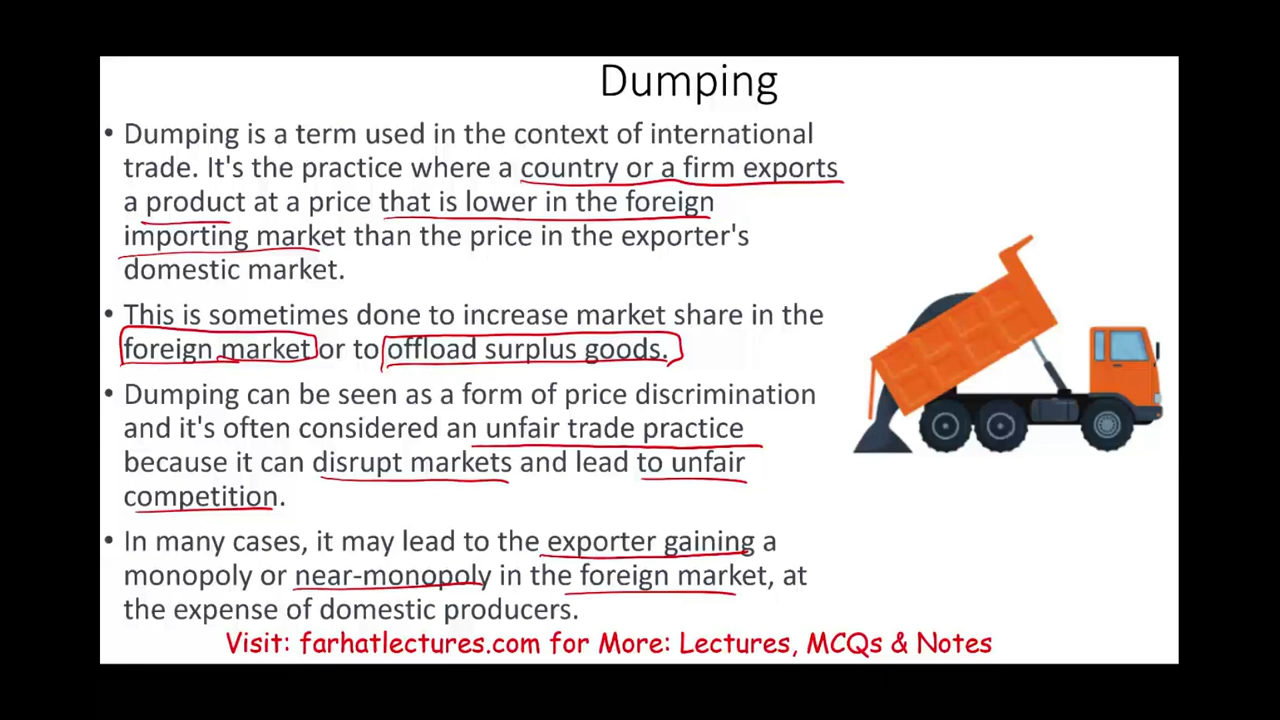 Dumping
• Dumping is a term used in the context of international
trade. It's the practice where a country or a firm exports
a product at a price that is lower in the foreign
importing market than the price in the exporter's
domestic market.
• This is sometimes done to increase market share in the
foreign market or to offload surplus goods.
• Dumping can be seen as a form of price discrimination
and it's often considered an unfair trade practice
because it can disrupt markets and lead to unfair
competition.
• In many cases, it may lead to the exporter gaining a
monopoly or near-monopoly in the foreign market, at
the expense of domestic producers.
Visit: farhatlectures.com for More: Lectures, MCQs & Notes